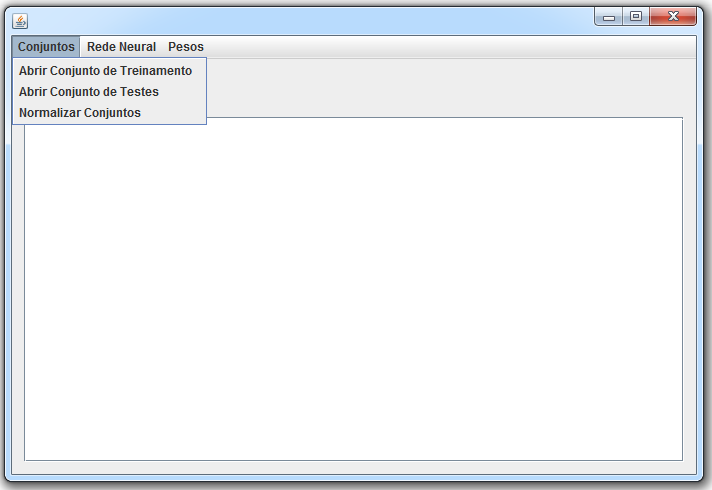 Conjuntos Rede Neural Pesos
Abrir Conjunto de Treinamento
Abrir Conjunto de Testes
Normalizar Conjuntos